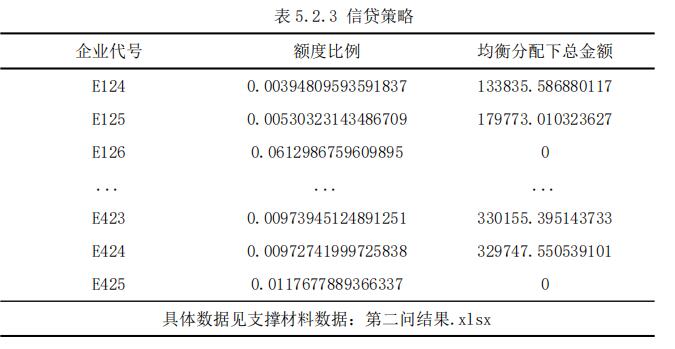 表 5.2.3 信贷策略
企业代号 额度比例 均衡分配下总金额
E124 0.00394809593591837 133835.586880117
E125 0.00530323143486709 179773.010323627
E126 0.0612986759609895 0
... ... ...
E423 0.00973945124891251 330155.395143733
E424 0.00972741999725838 329747.550539101
E425 0.0117677889366337 0
具体数据见支撑材料数据：第二问结果.xlsx